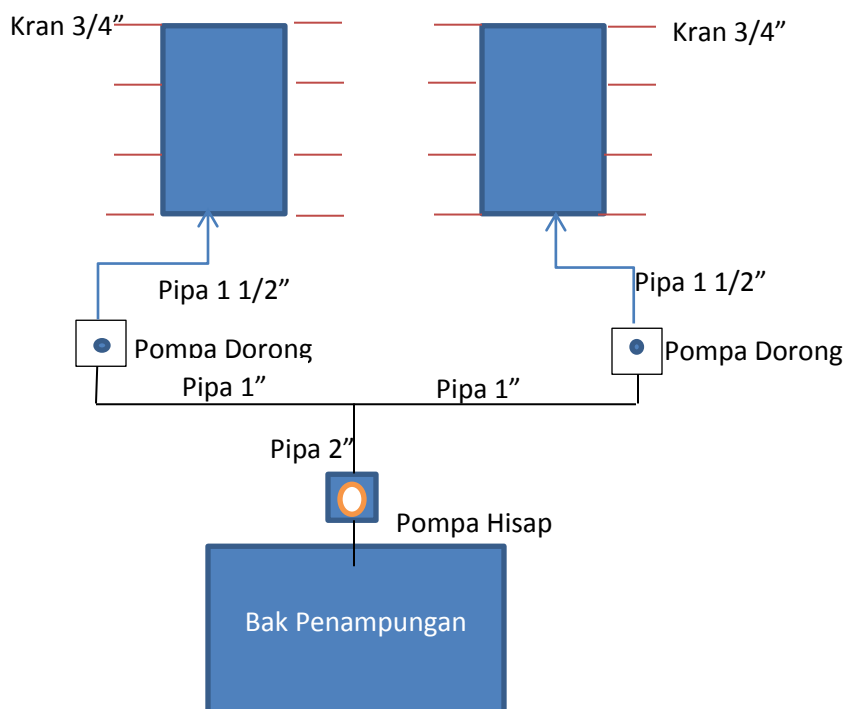 Kran 3/4”
Kran 3/4”
Pipa 1 1/2”
Pipa 1 1/2”
Pompa Dorong
Pompa Dorong
Pipa 1”
Pipa 1”
Pipa 2”
Pompa Hisap
Bak Penampungan